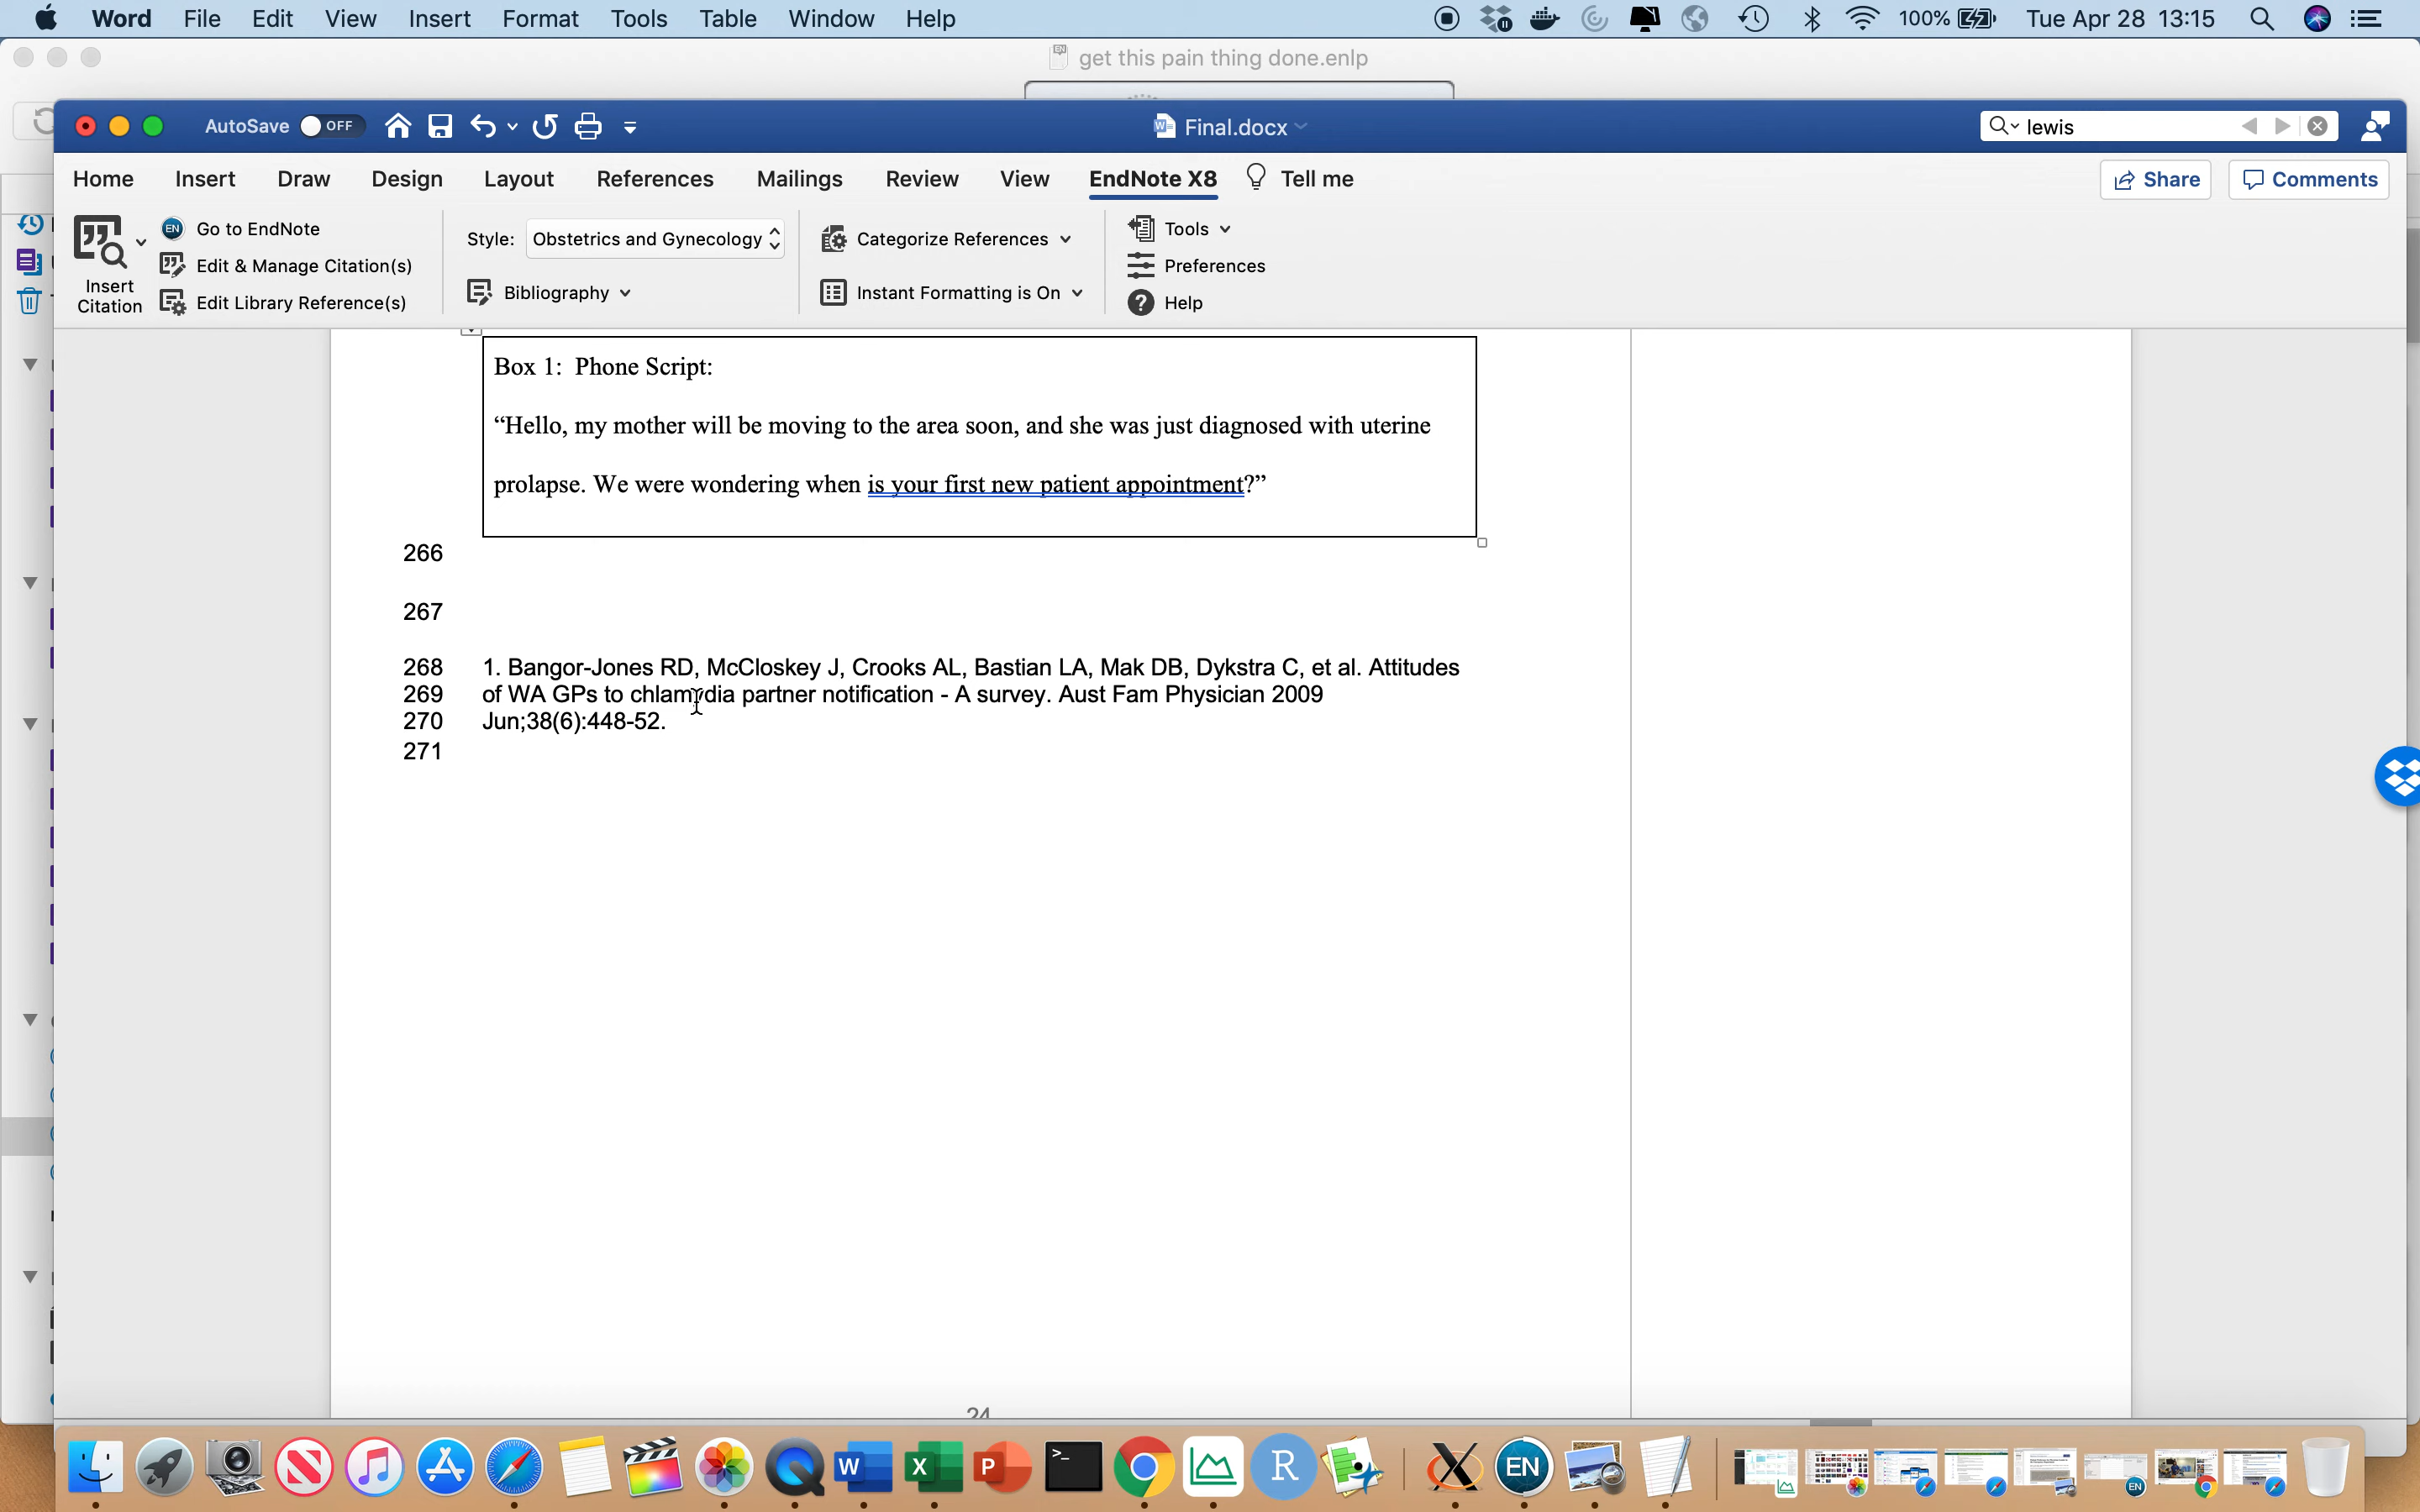 Word File Edit View Insert Format Tools Table Window Help 100% Tue Apr 28 13:15
get this pain thing done.enlp
AutoSave OFF Final.docx lewis
Home Insert Draw Design Layout References Mailings Review View EndNote X8 Tell me Share Comments
Insert Citation
EN Go to EndNote
Edit & Manage Citation(s)
Edit Library Reference(s)
Style: Obstetrics and Gynecology
Bibliography
Categorize References
Instant Formatting is On
Tools
Preferences
Help
Box 1: Phone Script:
“Hello, my mother will be moving to the area soon, and she was just diagnosed with uterine
prolapse. We were wondering when is your first new patient appointment?”
266
267
268 1. Bangor-Jones RD, McCloskey J, Crooks AL, Bastian LA, Mak DB, Dykstra C, et al. Attitudes
269 of WA GPs to chlamydia partner notification - A survey. Aust Fam Physician 2009
270 Jun;38(6):448-52.
271
24
W X P >_ R EN